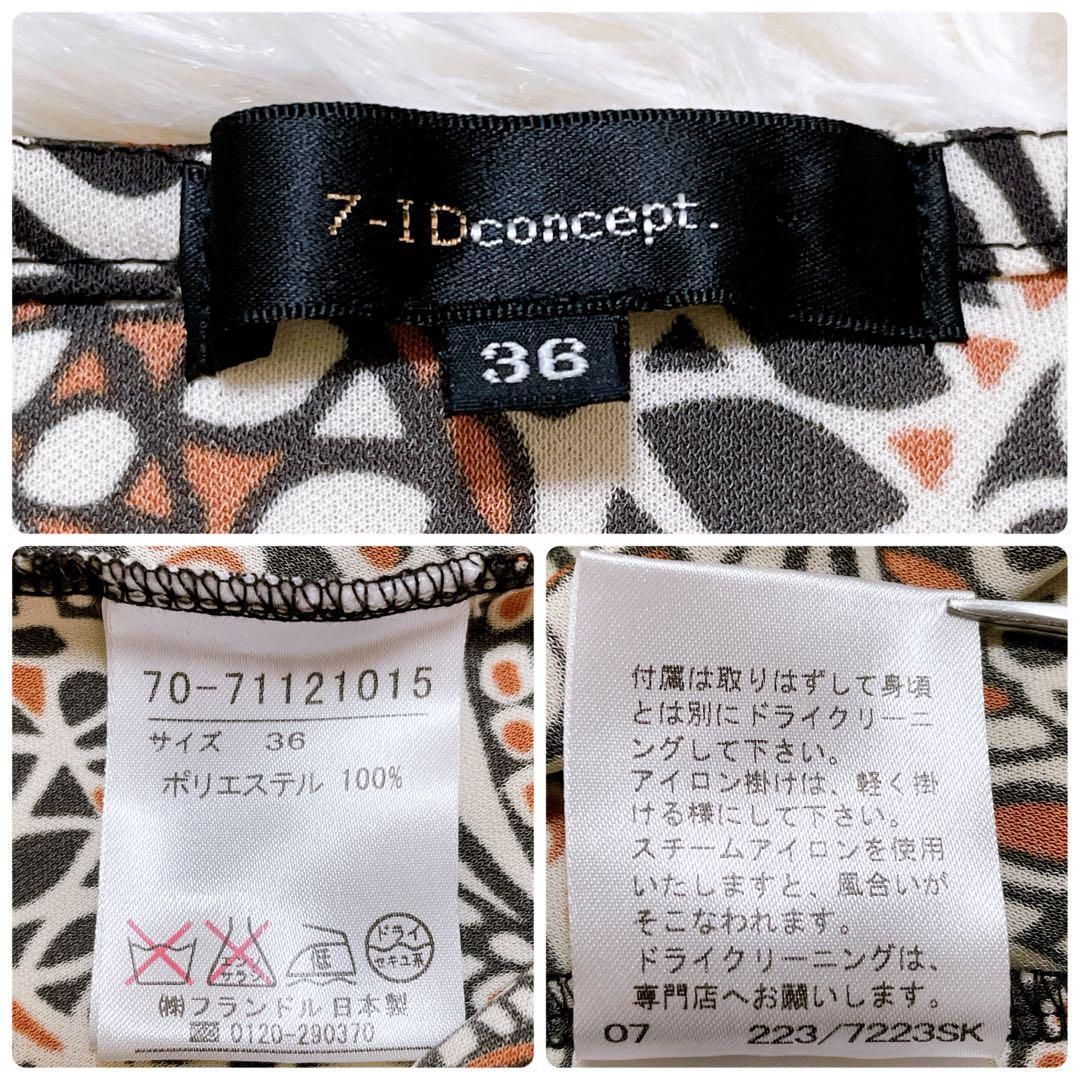 7-IDconcept.
36
70-71121015
サイズ 36
ポリエステル 100%
エンソ
サラシ
低
ドライ
セキユ系
㈱フランドル 日本製
0120-290370
付属は取りはずして身頃
とは別にドライクリーニ
ングして下さい。
アイロン掛けは、軽く掛
ける様にして下さい。
スチームアイロンを使用
いたしますと、風合いが
そこなわれます。
ドライクリーニングは、
専門店へお願いします。
07 223/7223SK